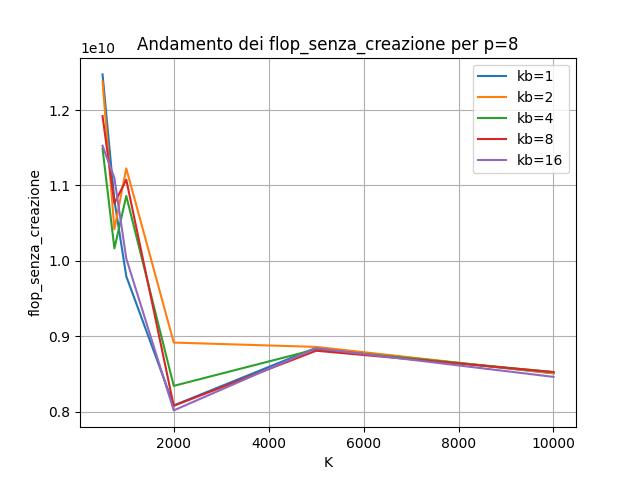 Andamento dei flop_senza_creazione per p=8
1e10
kb=1
kb=2
kb=4
kb=8
kb=16
1.2
1.1
1.0
0.9
0.8
flop_senza_creazione
2000 4000 6000 8000 10000
K